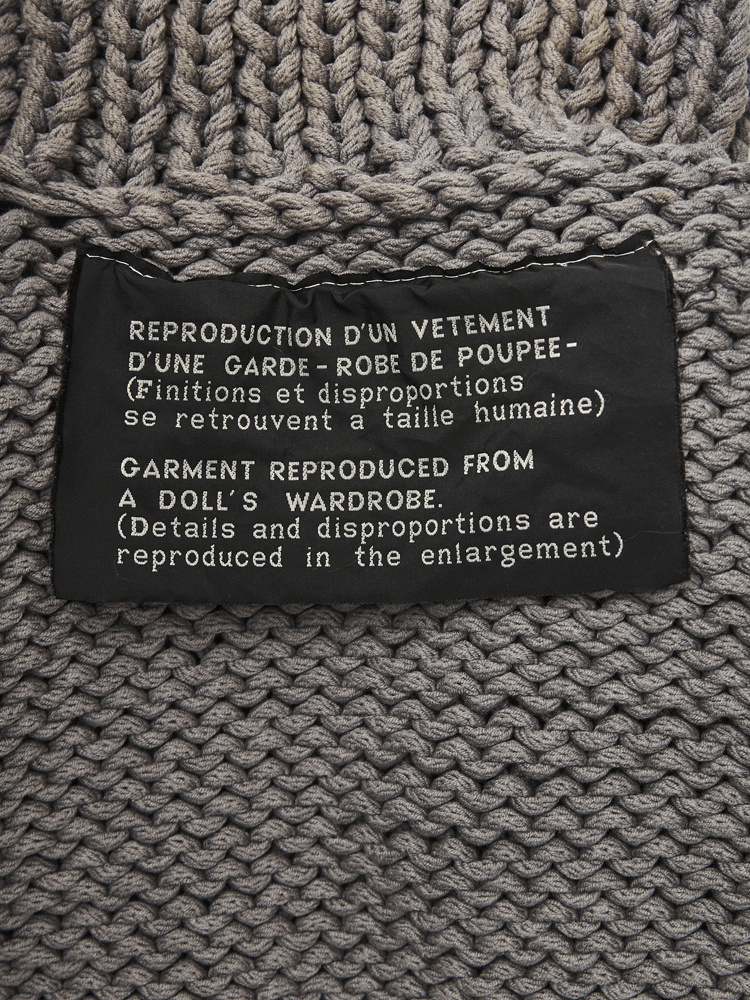 REPRODUCTION D'UN VETEMENT
D'UNE GARDE-ROBE DE POUPEE-
(Finitions et disproportions
se retrouvent a taille humaine)
GARMENT REPRODUCED FROM
A DOLL'S WARDROBE.
(Details and disproportions are
reproduced in the enlargement)